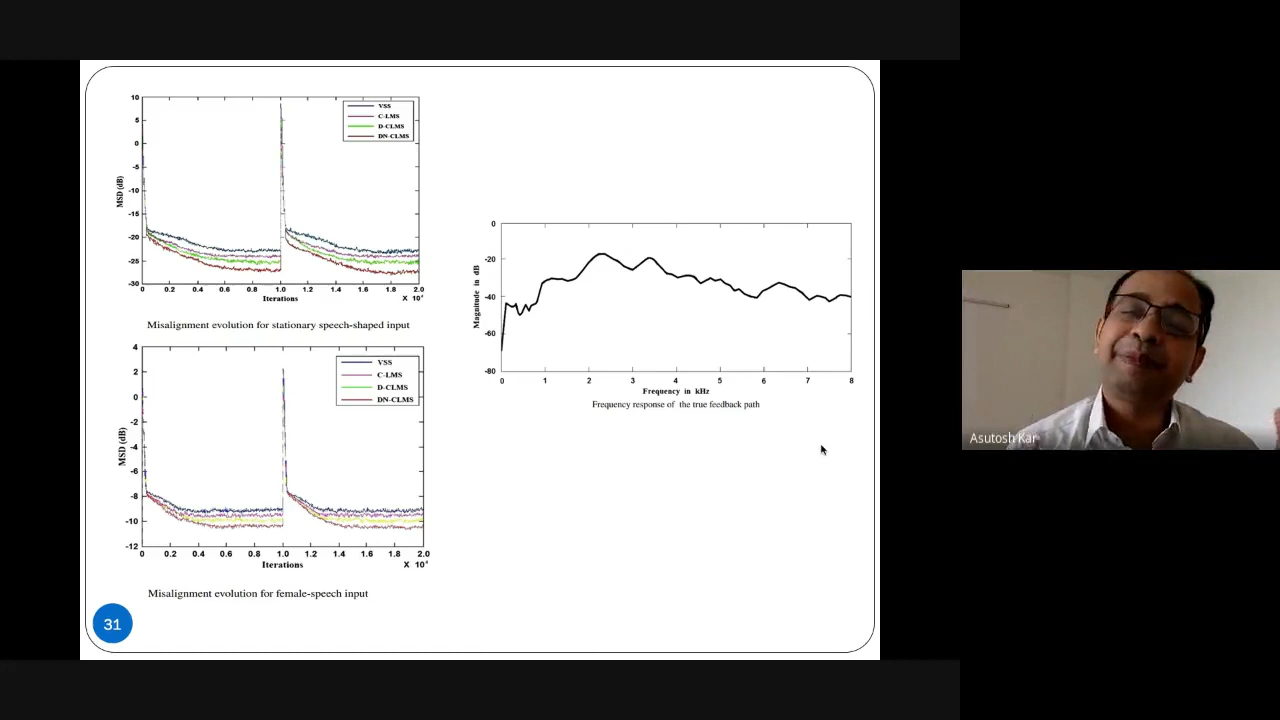 10
5
0
-5
-10
-15
-20
-25
-30
MSD (dB)
VSS
C-LMS
D-CLMS
DN-CLMS
0 0.2 0.4 0.6 0.8 1.0 1.2 1.4 1.6 1.8 2.0
Iterations
X 10⁴
Misalignment evolution for stationary speech-shaped input
4
2
0
-2
-4
-6
-8
-10
-12
MSD (dB)
VSS
C-LMS
D-CLMS
DN-CLMS
0 0.2 0.4 0.6 0.8 1.0 1.2 1.4 1.6 1.8 2.0
Iterations
X 10⁴
Misalignment evolution for female-speech input
0
-20
-40
-60
-80
Magnitude in dB
0 1 2 3 4 5 6 7 8
Frequency in kHz
Frequency response of the true feedback path
31
Asutosh Kar